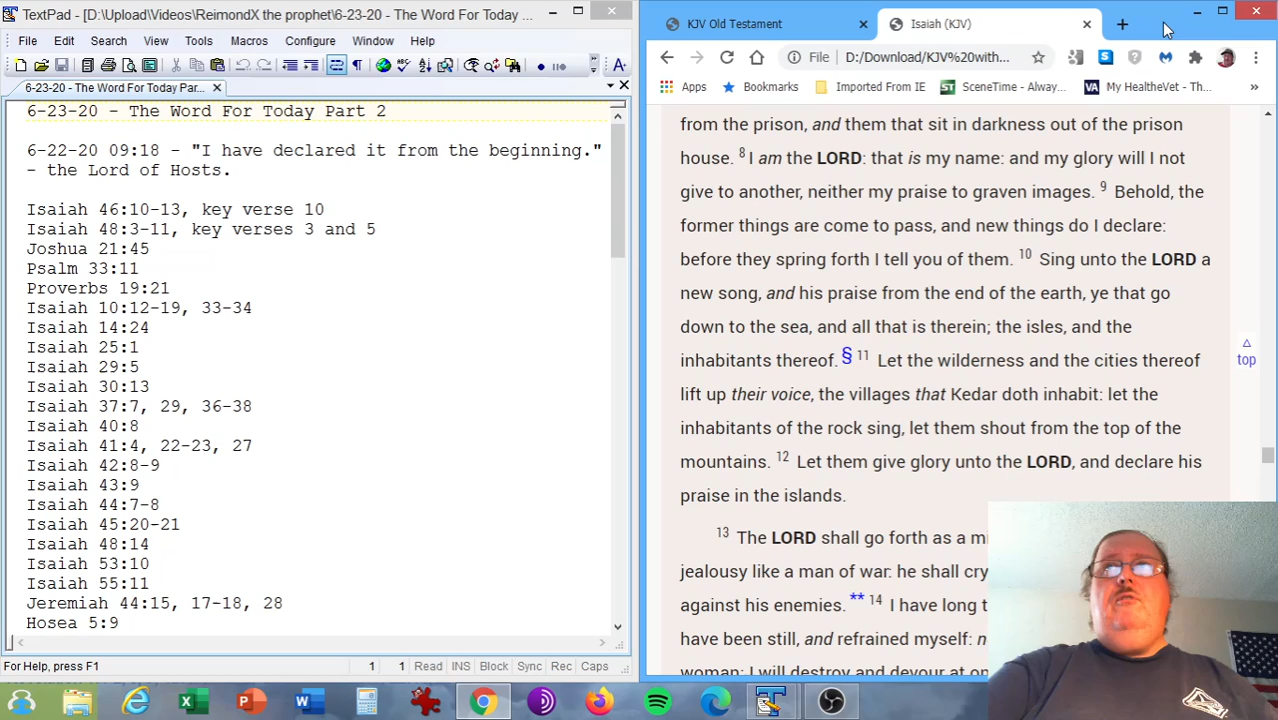 TextPad - [D:\Upload\Videos\ReimondX the prophet\6-23-20 - The Word For Today ...
File Edit Search View Tools Macros Configure Window Help
6-23-20 - The Word For Today Par...
6-23-20 - The Word For Today Part 2
6-22-20 09:18 - "I have declared it from the beginning."
- the Lord of Hosts.
Isaiah 46:10-13, key verse 10
Isaiah 48:3-11, key verses 3 and 5
Joshua 21:45
Psalm 33:11
Proverbs 19:21
Isaiah 10:12-19, 33-34
Isaiah 14:24
Isaiah 25:1
Isaiah 29:5
Isaiah 30:13
Isaiah 37:7, 29, 36-38
Isaiah 40:8
Isaiah 41:4, 22-23, 27
Isaiah 42:8-9
Isaiah 43:9
Isaiah 44:7-8
Isaiah 45:20-21
Isaiah 48:14
Isaiah 53:10
Isaiah 55:11
Jeremiah 44:15, 17-18, 28
Hosea 5:9
For Help, press F1
1 1 Read INS Block Sync Rec Caps
KJV Old Testament
Isaiah (KJV)
File D:/Download/KJV%20with...
Apps Bookmarks Imported From IE SceneTime - Alway... My HealtheVet - Th... »
from the prison, and them that sit in darkness out of the prison
house. 8 I am the LORD: that is my name: and my glory will I not
give to another, neither my praise to graven images. 9 Behold, the
former things are come to pass, and new things do I declare:
before they spring forth I tell you of them. 10 Sing unto the LORD a
new song, and his praise from the end of the earth, ye that go
down to the sea, and all that is therein; the isles, and the
inhabitants thereof. § 11 Let the wilderness and the cities thereof
lift up their voice, the villages that Kedar doth inhabit: let the
inhabitants of the rock sing, let them shout from the top of the
mountains. 12 Let them give glory unto the LORD, and declare his
praise in the islands.
13 The LORD shall go forth as a mi
jealousy like a man of war: he shall cry
against his enemies. ** 14 I have long t
have been still, and refrained myself: n
woman; I will destroy and devour at on
top